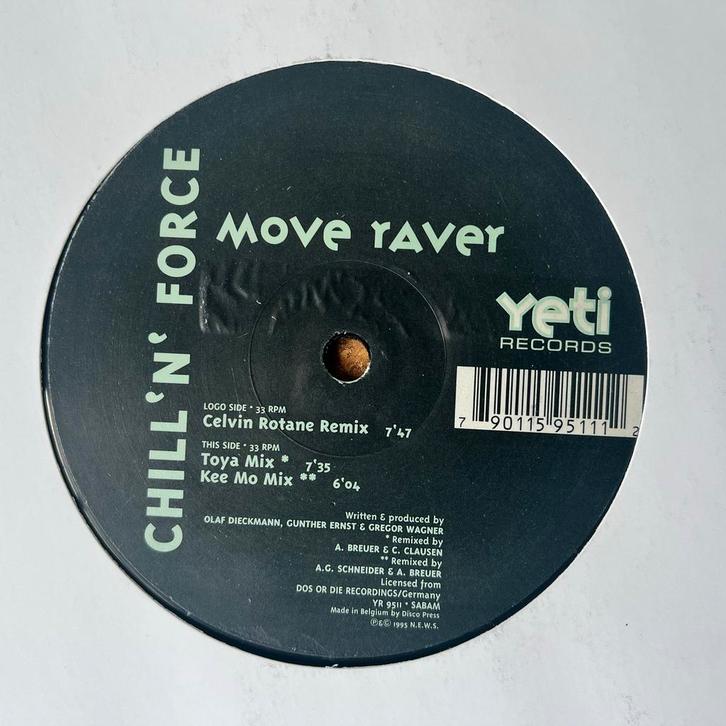 CHILL 'N' FORCE
Move raver
Yeti
RECORDS
7 90115 95111 2
LOGO SIDE • 33 RPM
Celvin Rotane Remix 7'47
THIS SIDE • 33 RPM
Toya Mix * 7'35
Kee Mo Mix ** 6'04
Written & produced by
OLAF DIECKMANN, GUNTHER ERNST & GREGOR WAGNER
* Remixed by
A. BREUER & C. CLAUSEN
** Remixed by
A.G. SCHNEIDER & A. BREUER
Licensed from
DOS OR DIE RECORDINGS/Germany
YR 9511 • SABAM
Made in Belgium by Disco Press
℗&© 1995 N.E.W.S.